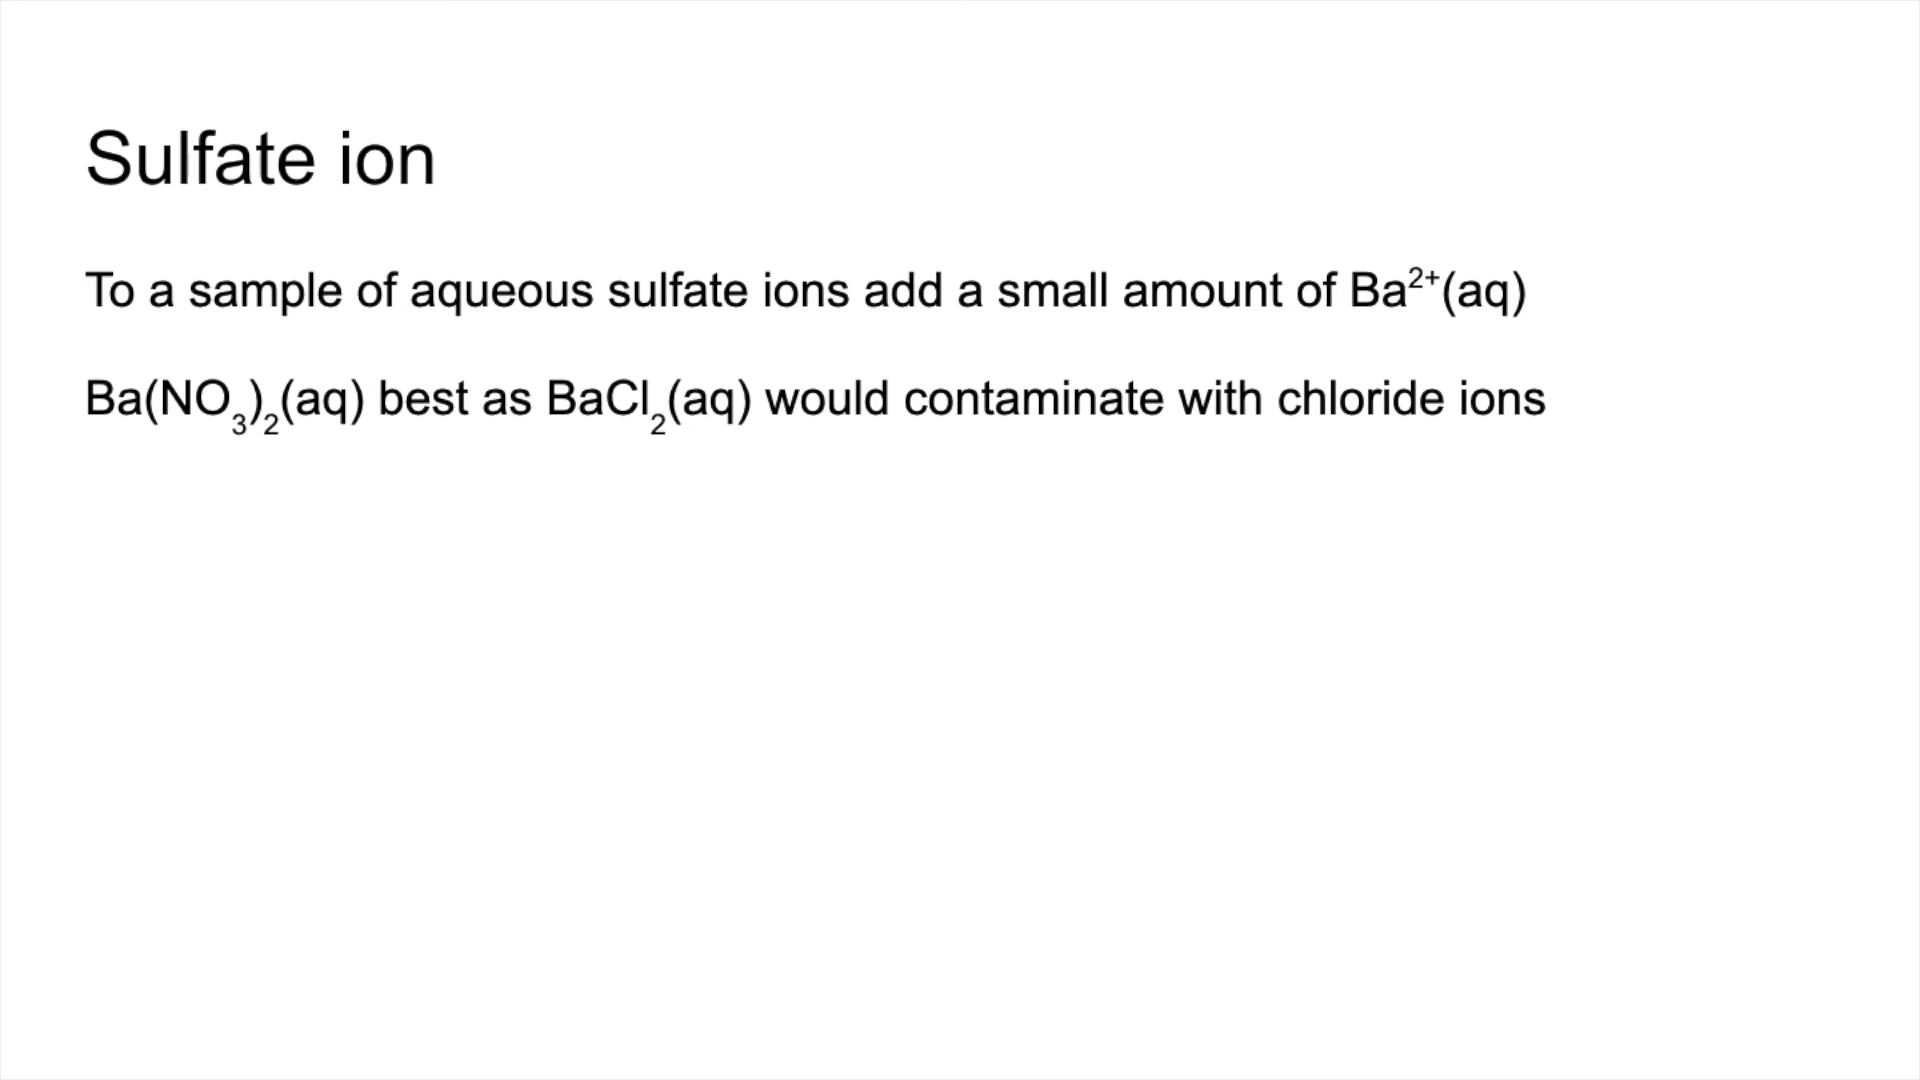 Sulfate ion
To a sample of aqueous sulfate ions add a small amount of Ba²⁺(aq)
Ba(NO₃)₂(aq) best as BaCl₂(aq) would contaminate with chloride ions